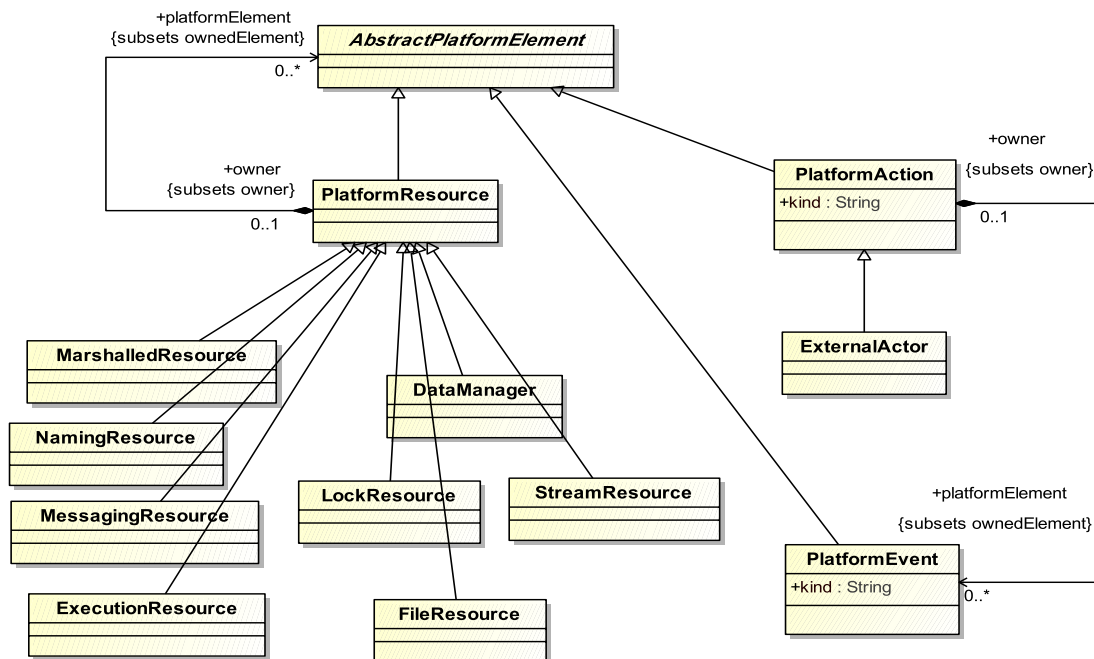 +platformElement
{subsets ownedElement}
0..*
AbstractPlatformElement
+owner
{subsets owner}
0..1
PlatformResource
PlatformAction
+kind : String
+owner
{subsets owner}
0..1
MarshalledResource
DataManager
ExternalActor
NamingResource
LockResource
StreamResource
MessagingResource
+platformElement
{subsets ownedElement}
PlatformEvent
+kind : String
0..*
ExecutionResource
FileResource